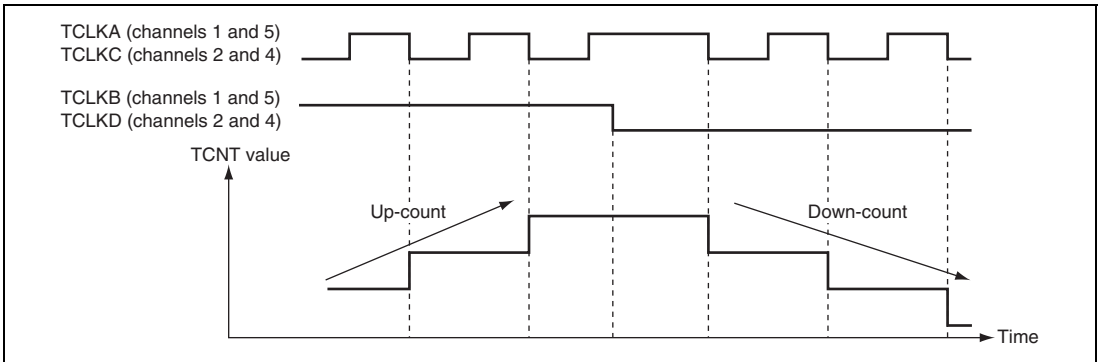 TCLKA (channels 1 and 5)
TCLKC (channels 2 and 4)
TCLKB (channels 1 and 5)
TCLKD (channels 2 and 4)
TCNT value
Up-count
Down-count
Time